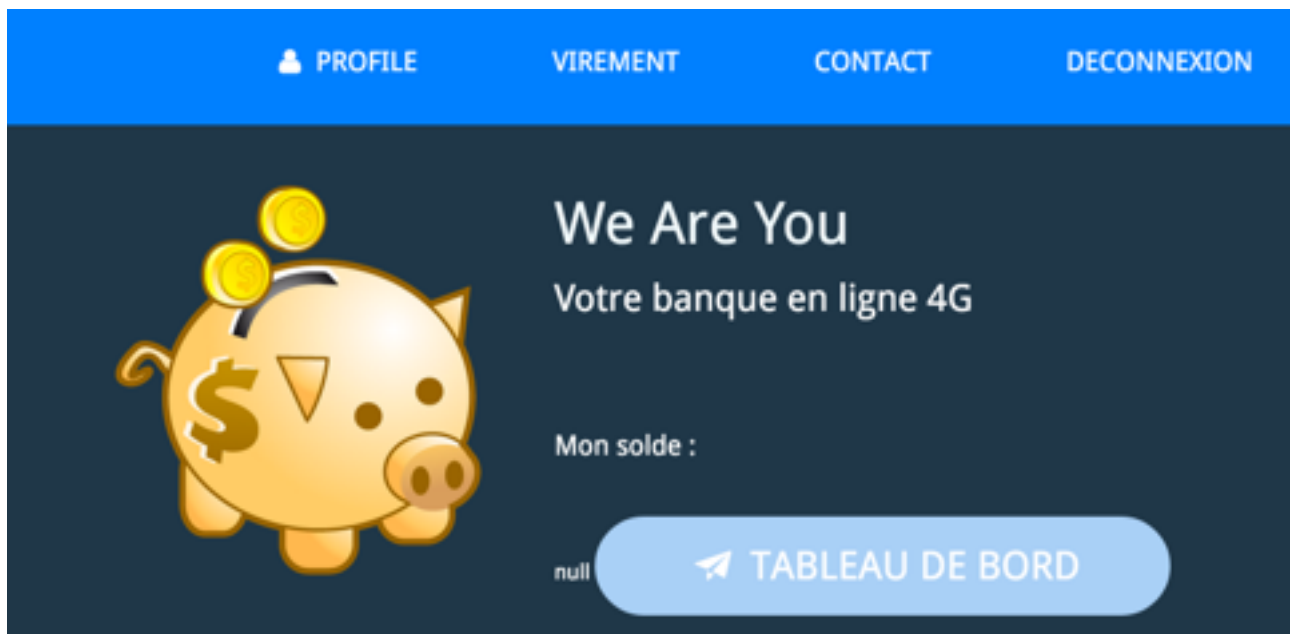 PROFILE VIREMENT CONTACT DECONNEXION
We Are You
Votre banque en ligne 4G
$
Mon solde :
null TABLEAU DE BORD